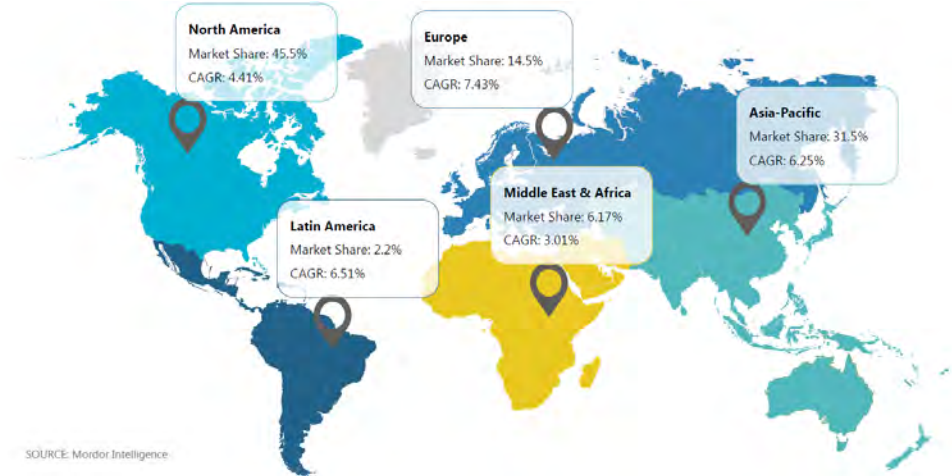 North America
Market Share: 45.5%
CAGR: 4.41%
Europe
Market Share: 14.5%
CAGR: 7.43%
Asia-Pacific
Market Share: 31.5%
CAGR: 6.25%
Middle East & Africa
Market Share: 6.17%
CAGR: 3.01%
Latin America
Market Share: 2.2%
CAGR: 6.51%
SOURCE: Mordor Intelligence